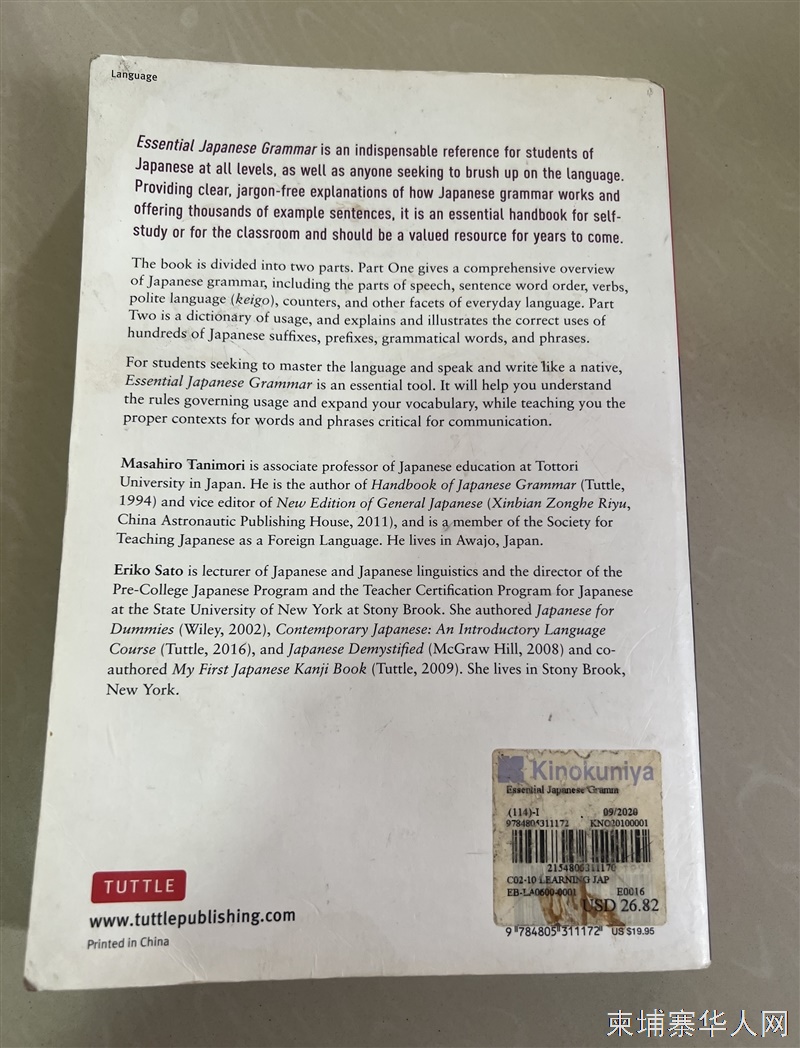 Language
Essential Japanese Grammar is an indispensable reference for students of
Japanese at all levels, as well as anyone seeking to brush up on the language.
Providing clear, jargon-free explanations of how Japanese grammar works and
offering thousands of example sentences, it is an essential handbook for self-
study or for the classroom and should be a valued resource for years to come.
The book is divided into two parts. Part One gives a comprehensive overview
of Japanese grammar, including the parts of speech, sentence word order, verbs,
polite language (keigo), counters, and other facets of everyday language. Part
Two is a dictionary of usage, and explains and illustrates the correct uses of
hundreds of Japanese suffixes, prefixes, grammatical words, and phrases.
For students seeking to master the language and speak and write like a native,
Essential Japanese Grammar is an essential tool. It will help you understand
the rules governing usage and expand your vocabulary, while teaching you the
proper contexts for words and phrases critical for communication.
Masahiro Tanimori is associate professor of Japanese education at Tottori
University in Japan. He is the author of Handbook of Japanese Grammar (Tuttle,
1994) and vice editor of New Edition of General Japanese (Xinbian Zonghe Riyu,
China Astronautic Publishing House, 2011), and is a member of the Society for
Teaching Japanese as a Foreign Language. He lives in Awajo, Japan.
Eriko Sato is lecturer of Japanese and Japanese linguistics and the director of the
Pre-College Japanese Program and the Teacher Certification Program for Japanese
at the State University of New York at Stony Brook. She authored Japanese for
Dummies (Wiley, 2002), Contemporary Japanese: An Introductory Language
Course (Tuttle, 2016), and Japanese Demystified (McGraw Hill, 2008) and co-
authored My First Japanese Kanji Book (Tuttle, 2009). She lives in Stony Brook,
New York.
Kinokuniya
Essential Japanese Gramm
(114)-I 09/2020
9784805311172 KNO20100001
2154806311170
C02-10 LEARNING JAP
EB-LA0600-0001 E0016
USD 26.82
9 784805 311172 US $19.95
TUTTLE
www.tuttlepublishing.com
Printed in China
柬埔寨华人网